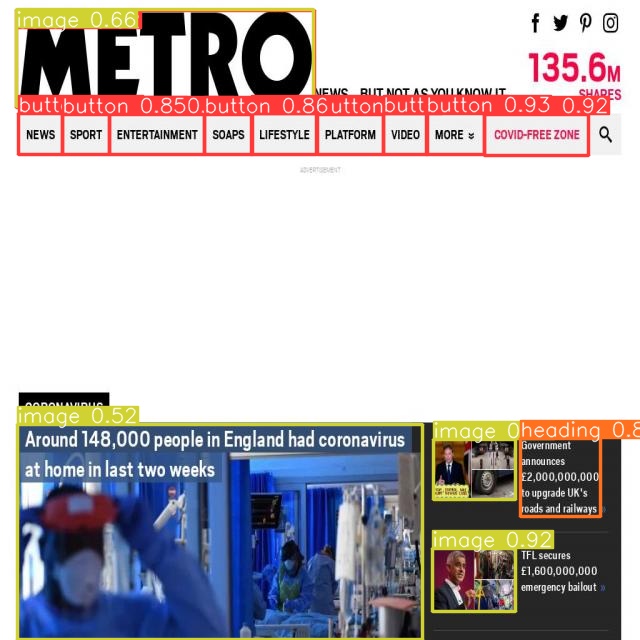 image 0.66
METRO
NEWS... BUT NOT AS YOU KNOW IT
135.6M
SHARES
button 0.850. button 0.86 button 0.93 0.92
NEWS SPORT ENTERTAINMENT SOAPS LIFESTYLE PLATFORM VIDEO MORE COVID-FREE ZONE
ADVERTISEMENT
CORONAVIRUS
image 0.52
Around 148,000 people in England had coronavirus
at home in last two weeks
image 0
heading 0.8
Government
announces
£2,000,000,000
to upgrade UK's
roads and railways »
image 0.92
TFL secures
£1,600,000,000
emergency bailout »